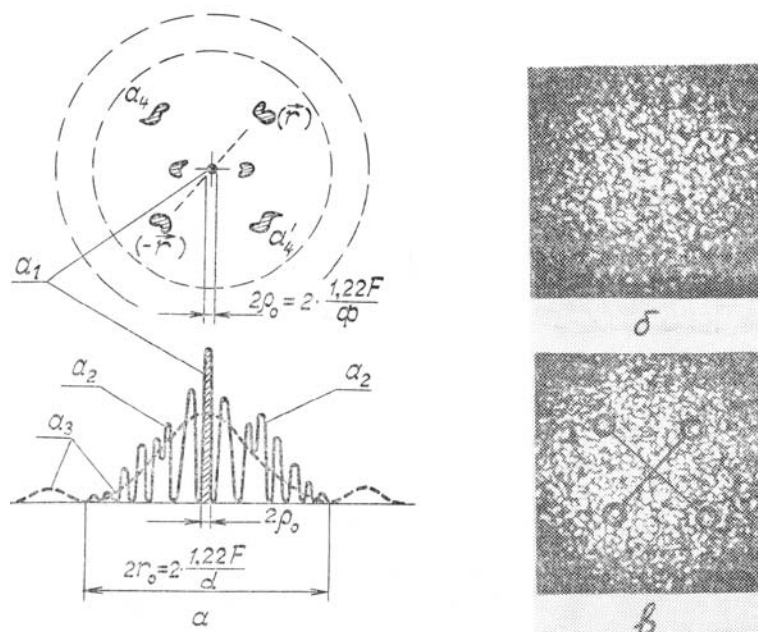 a₄ (r⃗)
(-r⃗) a₄'
a₁
2ρ₀ = 2 · 1,22F / ф
a₂ a₂
a₃
2ρ₀
2r₀ = 2 · 1,22F / d
а
б
в